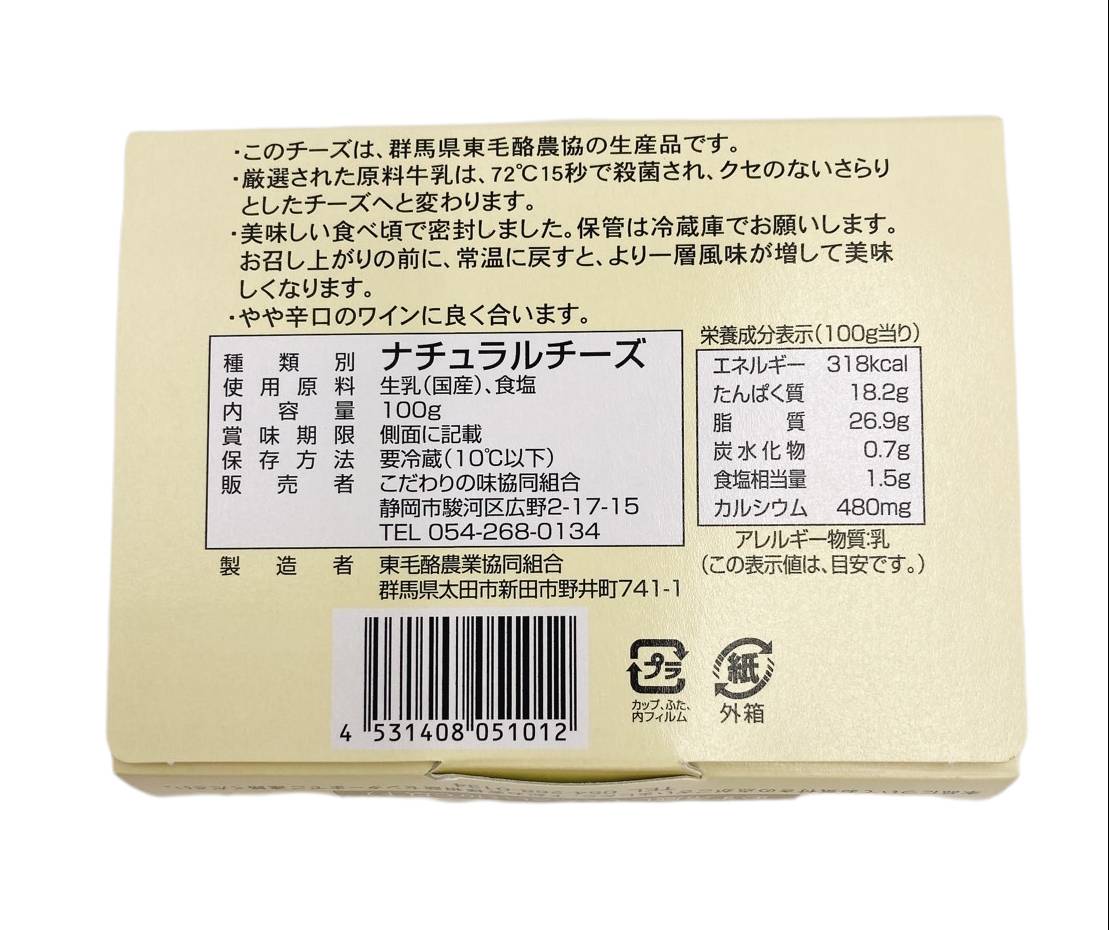 ・このチーズは、群馬県東毛酪農協の生産品です。
・厳選された原料牛乳は、72℃15秒で殺菌され、クセのないさらり
としたチーズへと変わります。
・美味しい食べ頃で密封しました。保管は冷蔵庫でお願いします。
お召し上がりの前に、常温に戻すと、より一層風味が増して美味
しくなります。
・やや辛口のワインに良く合います。
種類別 ナチュラルチーズ
使用原料 生乳(国産)、食塩
内容量 100g
賞味期限 側面に記載
保存方法 要冷蔵(10℃以下)
販売者 こだわりの味協同組合
静岡市駿河区広野2-17-15
TEL 054-268-0134
製造者 東毛酪農業協同組合
群馬県太田市新田市野井町741-1
栄養成分表示(100g当り)
エネルギー 318kcal
たんぱく質 18.2g
脂質 26.9g
炭水化物 0.7g
食塩相当量 1.5g
カルシウム 480mg
アレルギー物質:乳
(この表示値は、目安です。)
4 531408 051012
プラ
カップ、ふた、
内フィルム
紙
外箱